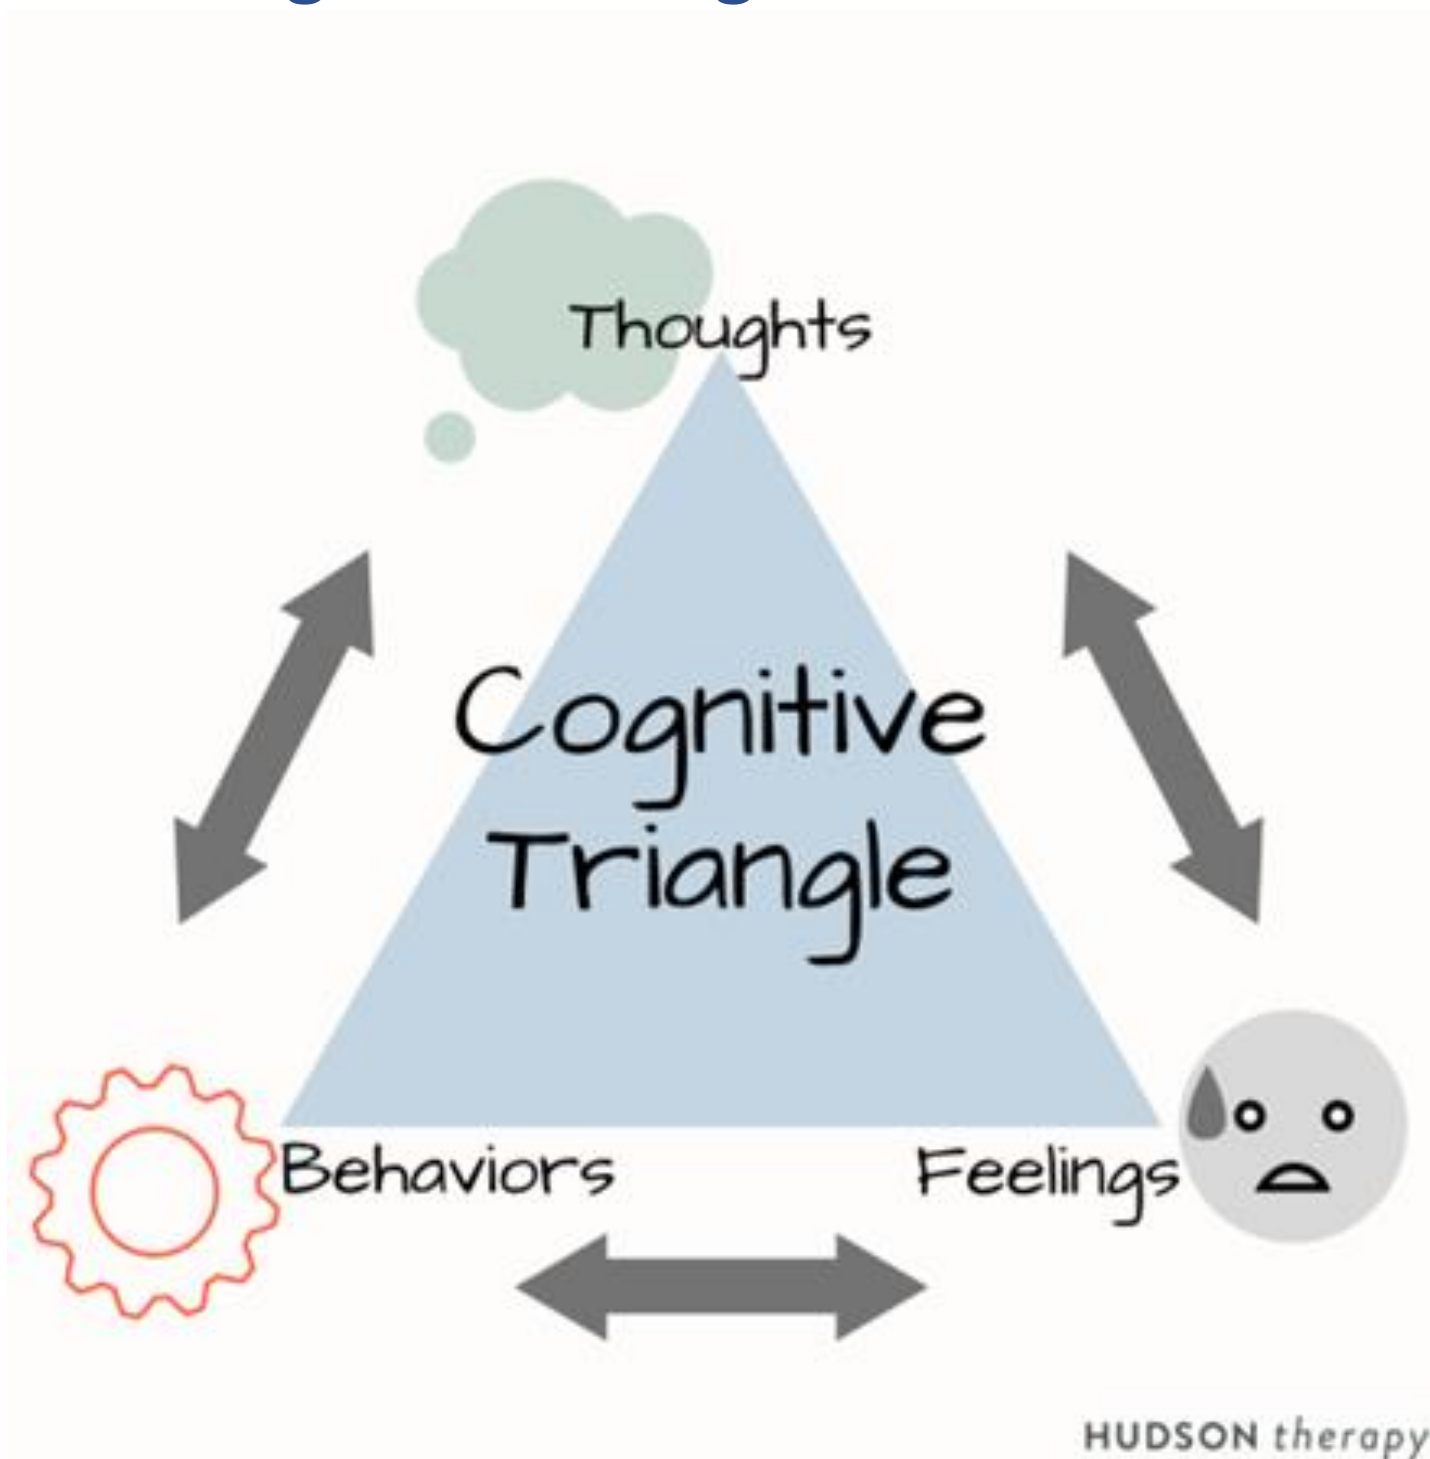 Thoughts
Cognitive
Triangle
Behaviors
Feelings
HUDSON therapy